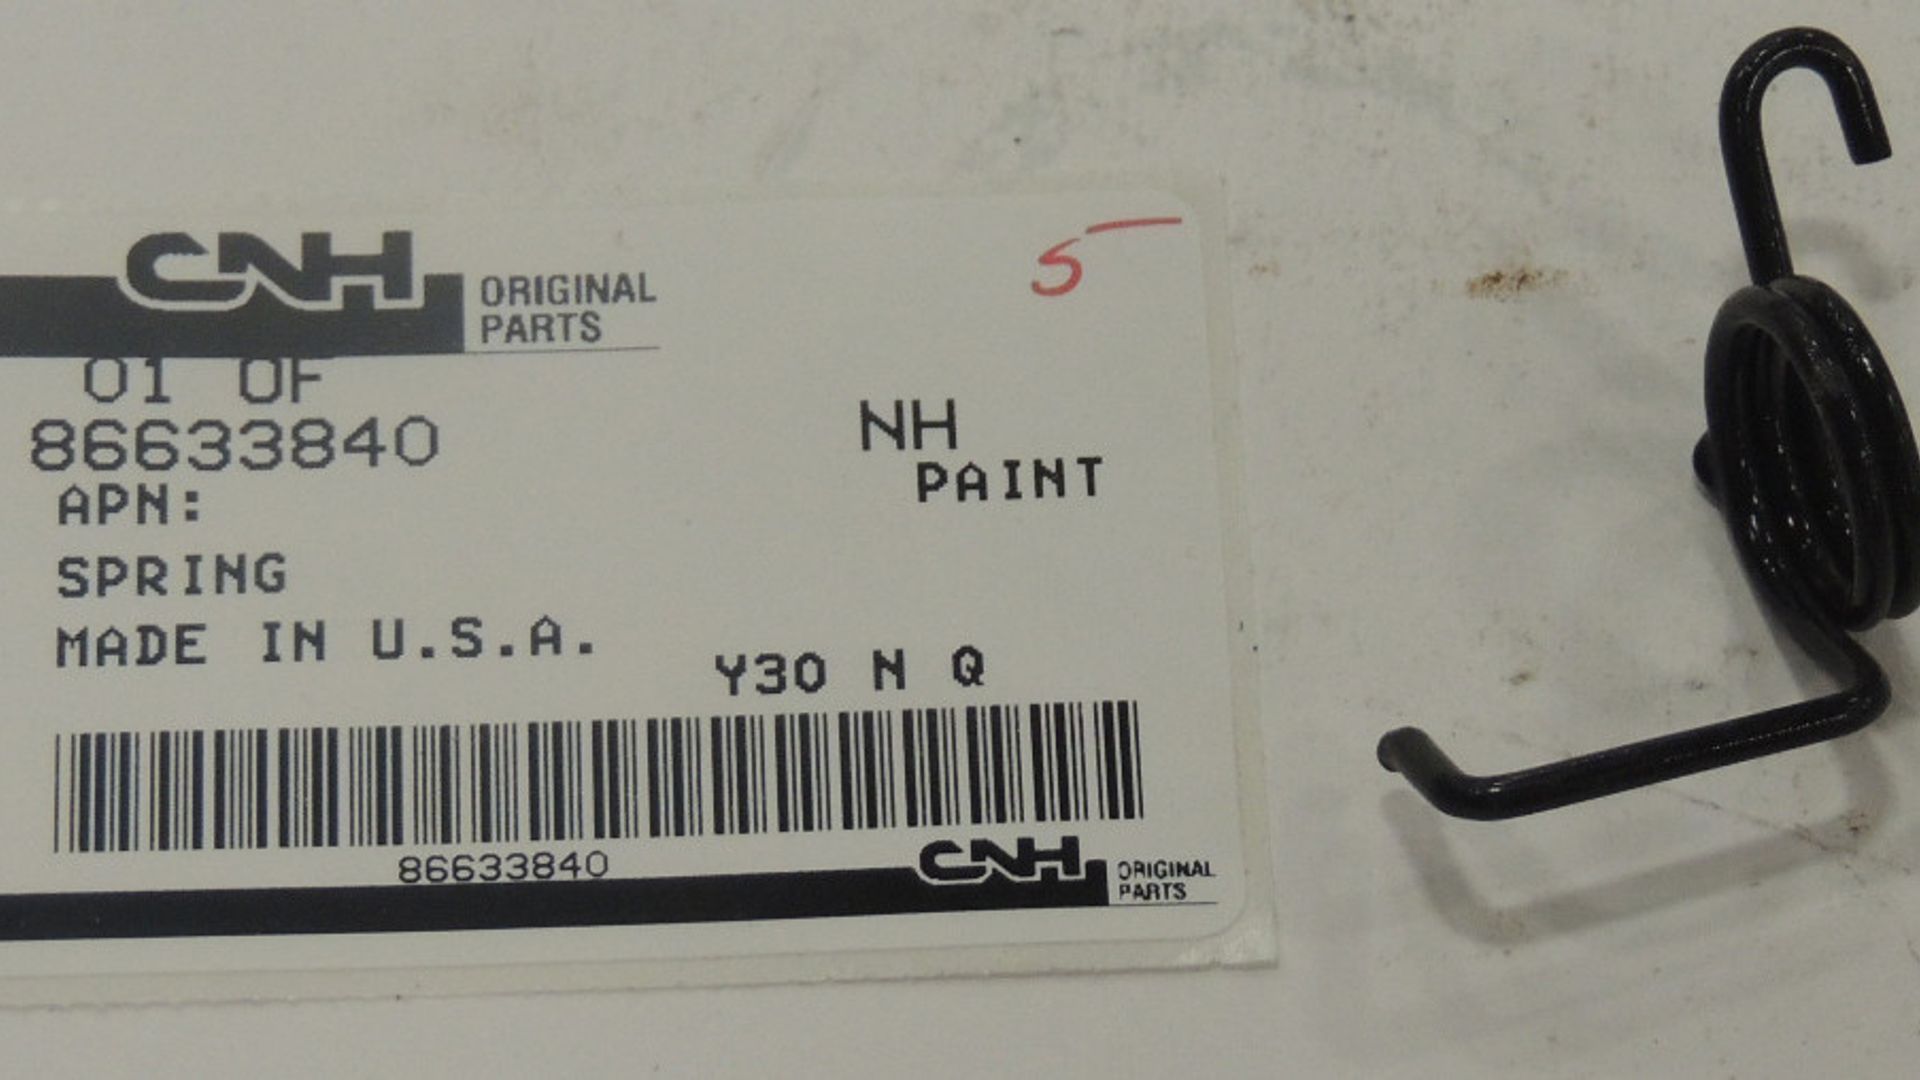 CNH ORIGINAL PARTS
5
01 OF
86633840
NH
APN:
PAINT
SPRING
MADE IN U.S.A.
Y30 N Q
86633840
CNH ORIGINAL PARTS